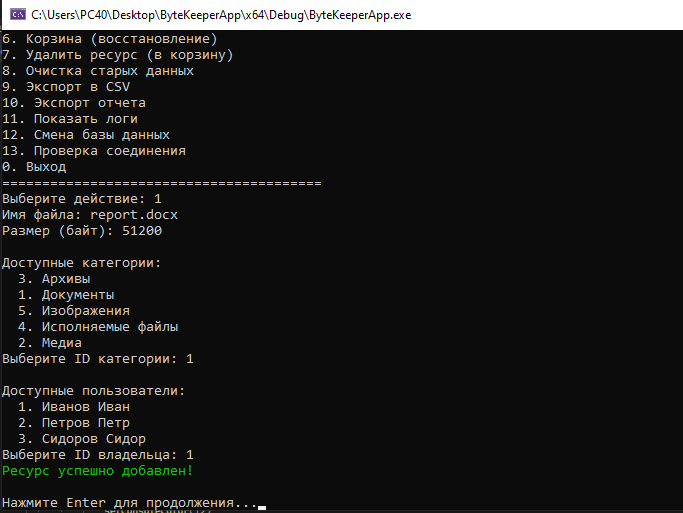 C:\Users\PC40\Desktop\ByteKeeperApp\x64\Debug\ByteKeeperApp.exe
6. Корзина (восстановление)
7. Удалить ресурс (в корзину)
8. Очистка старых данных
9. Экспорт в CSV
10. Экспорт отчета
11. Показать логи
12. Смена базы данных
13. Проверка соединения
0. Выход
========================================
Выберите действие: 1
Имя файла: report.docx
Размер (байт): 51200
Доступные категории:
3. Архивы
1. Документы
5. Изображения
4. Исполняемые файлы
2. Медиа
Выберите ID категории: 1
Доступные пользователи:
1. Иванов Иван
2. Петров Петр
3. Сидоров Сидор
Выберите ID владельца: 1
Ресурс успешно добавлен!
Нажмите Enter для продолжения...